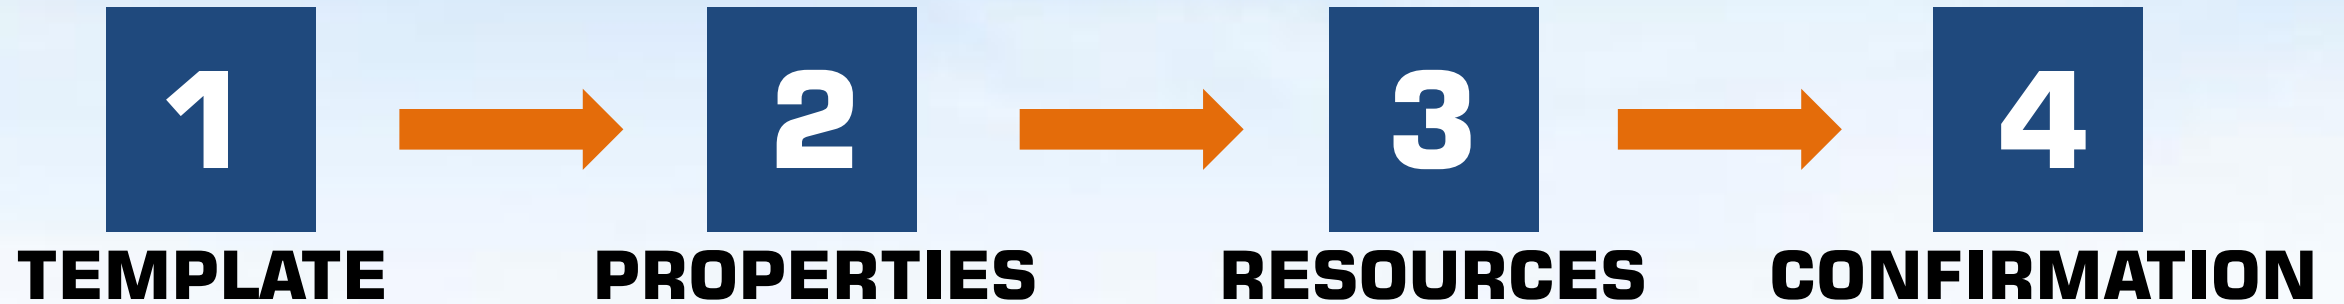 1 2 3 4
TEMPLATE PROPERTIES RESOURCES CONFIRMATION